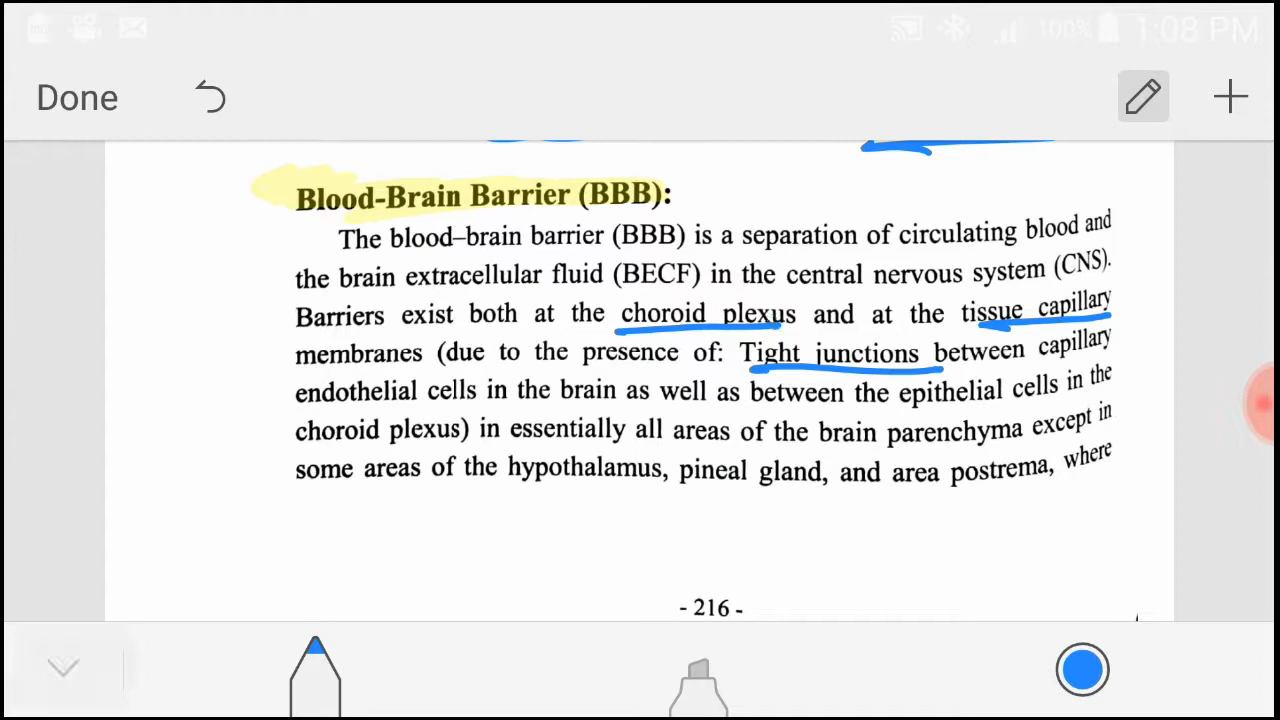 100% 1:08 PM
Done
Blood-Brain Barrier (BBB):
The blood–brain barrier (BBB) is a separation of circulating blood and
the brain extracellular fluid (BECF) in the central nervous system (CNS).
Barriers exist both at the choroid plexus and at the tissue capillary
membranes (due to the presence of: Tight junctions between capillary
endothelial cells in the brain as well as between the epithelial cells in the
choroid plexus) in essentially all areas of the brain parenchyma except in
some areas of the hypothalamus, pineal gland, and area postrema, where
- 216 -